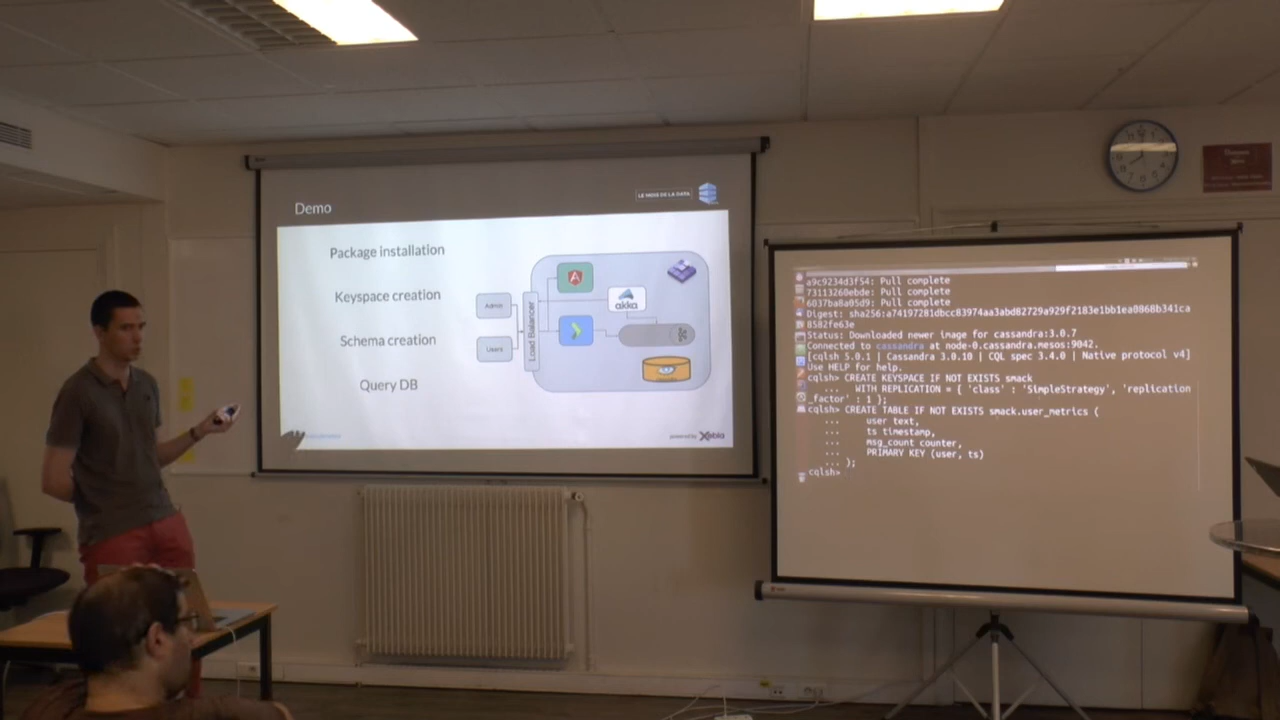 Demo
LE MOIS DE LA DATA
Package installation
Keyspace creation
Schema creation
Query DB
Admin
Users
Load Balancer
akka
powered by Xebia
a9c9234d3f54: Pull complete
73113260ebde: Pull complete
6037ba8a05d9: Pull complete
Digest: sha256:a74197281dbcc83974aa3abd82729a929f2183e1bb1ea0868b341ca
8582fe63e
Status: Downloaded newer image for cassandra:3.0.7
Connected to cassandra at node-0.cassandra.mesos:9042.
[cqlsh 5.0.1 | Cassandra 3.0.10 | CQL spec 3.4.0 | Native protocol v4]
Use HELP for help.
cqlsh> CREATE KEYSPACE IF NOT EXISTS smack
... WITH REPLICATION = { 'class' : 'SimpleStrategy', 'replication
_factor' : 1 };
cqlsh> CREATE TABLE IF NOT EXISTS smack.user_metrics (
... user text,
... ts timestamp,
... msg_count counter,
... PRIMARY KEY (user, ts)
... );
cqlsh>